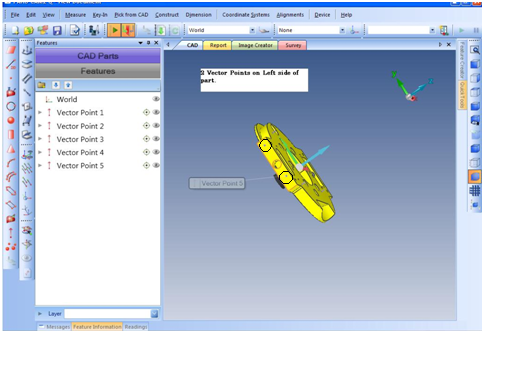 File Edit View Measure Key-In Pick from CAD Construct Dimension Coordinate Systems Alignments Device Help
World
None
Features
CAD Report Image Creator Survey
CAD Parts
Features
World
Vector Point 1
Vector Point 2
Vector Point 3
Vector Point 4
Vector Point 5
2 Vector Points on Left side of
part.
Vector Point 5
Layer
Messages Feature Information Readings